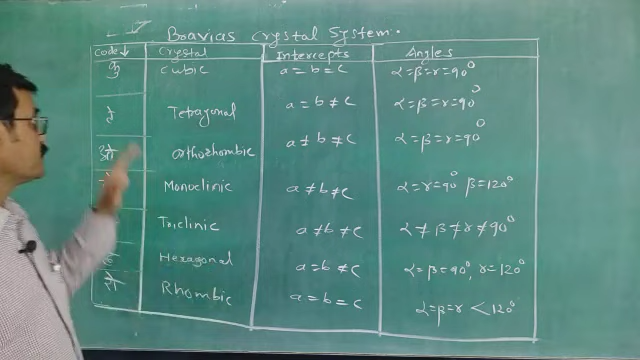 Bravias Crystal System.
Code↓ Crystal Intercepts Angles
कु Cubic a = b = c α = β = r = 90°
टे Tetragonal a = b ≠ c α = β = r = 90°
ओ Orthorhombic a ≠ b ≠ c α = β = r = 90°
Monoclinic a ≠ b ≠ c α = r = 90° β = 120°
Triclinic a ≠ b ≠ c α ≠ β ≠ r ≠ 90°
Hexagonal a = b ≠ c α = β = 90°, r = 120°
रो Rhombic a = b = c α = β = r < 120°